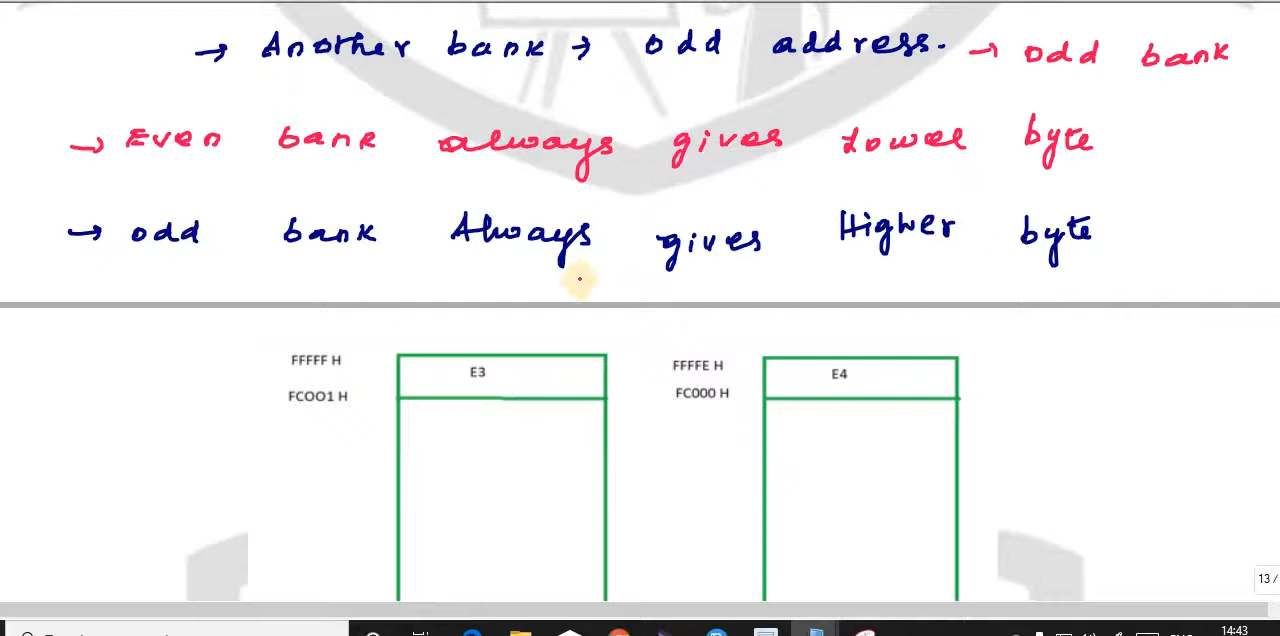 → Another bank → odd address. → odd bank
→ Even bank always gives Lower byte
→ odd bank Always gives Higher byte
FFFFF H
E3
FCOO1 H
FFFFE H
E4
FC000 H
13 /
14:43